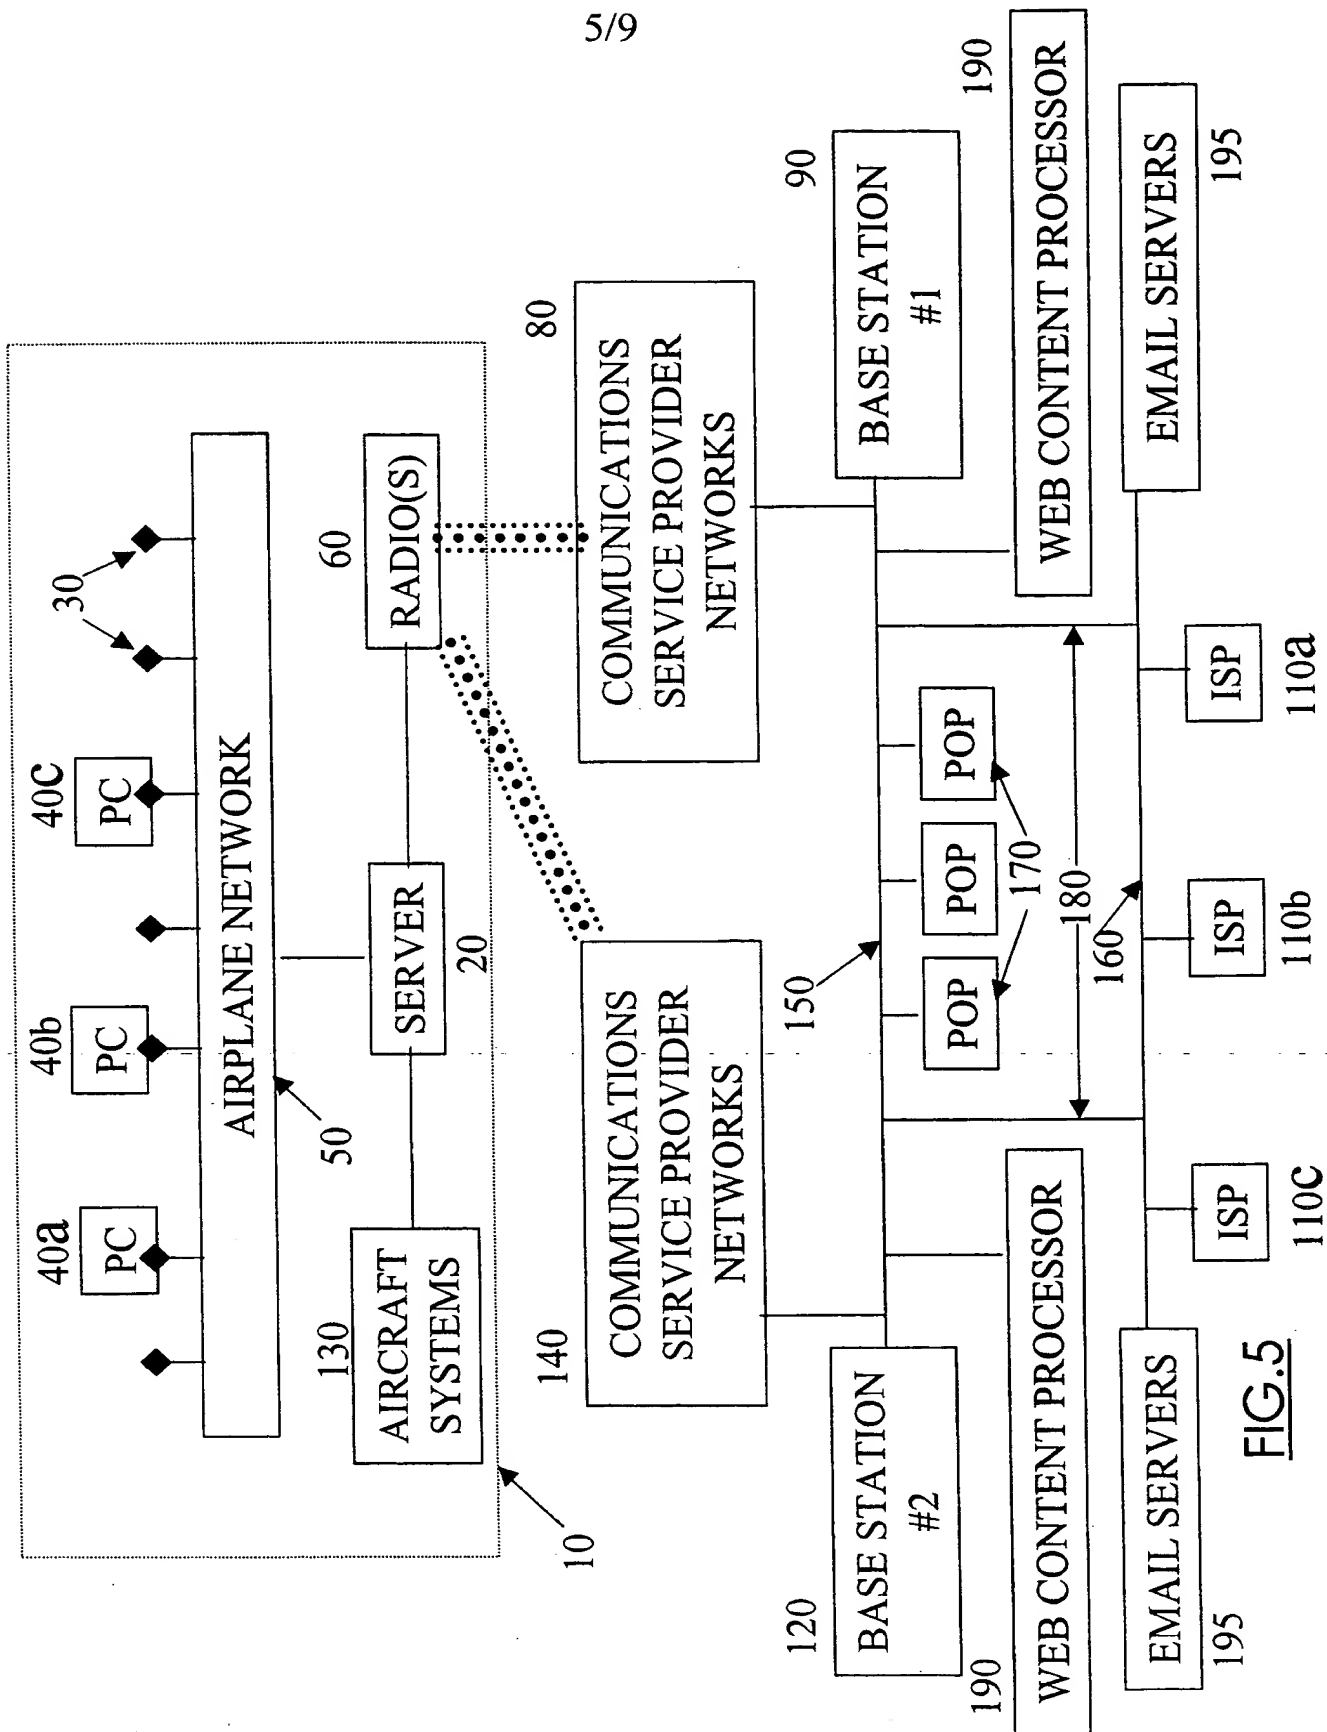 5/9
40a
40b
40c
30
PC
PC
PC
AIRPLANE NETWORK
50
130
60
AIRCRAFT
SYSTEMS
SERVER
RADIO(S)
20
10
140
80
COMMUNICATIONS
SERVICE PROVIDER
NETWORKS
COMMUNICATIONS
SERVICE PROVIDER
NETWORKS
120
150
90
BASE STATION
#2
BASE STATION
#1
POP
POP
POP
190
170
190
WEB CONTENT PROCESSOR
180
WEB CONTENT PROCESSOR
160
EMAIL SERVERS
EMAIL SERVERS
195
ISP
ISP
ISP
195
110c
110b
110a
FIG.5